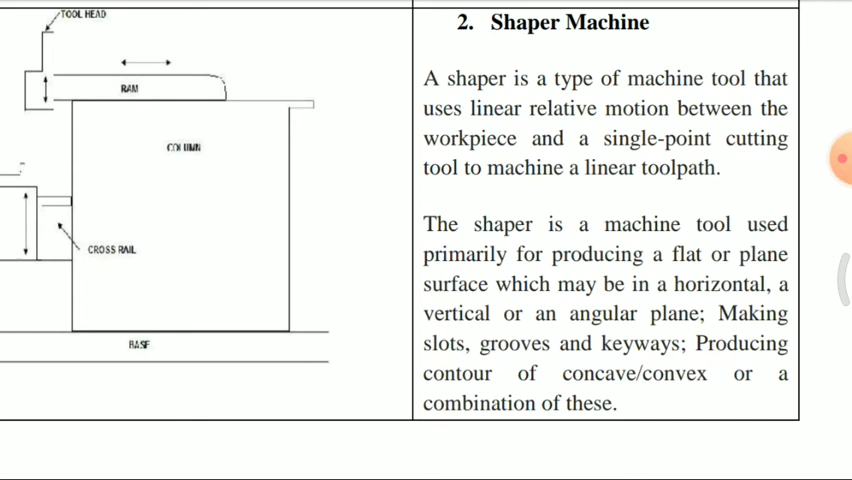 TOOL HEAD
RAM
COLUMN
CROSS RAIL
BASE
2. Shaper Machine
A shaper is a type of machine tool that
uses linear relative motion between the
workpiece and a single-point cutting
tool to machine a linear toolpath.
The shaper is a machine tool used
primarily for producing a flat or plane
surface which may be in a horizontal, a
vertical or an angular plane; Making
slots, grooves and keyways; Producing
contour of concave/convex or a
combination of these.